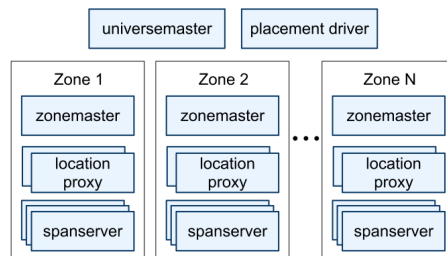 universemaster
placement driver
Zone 1
zonemaster
location
proxy
spanserver
Zone 2
zonemaster
location
proxy
spanserver
...
Zone N
zonemaster
location
proxy
spanserver